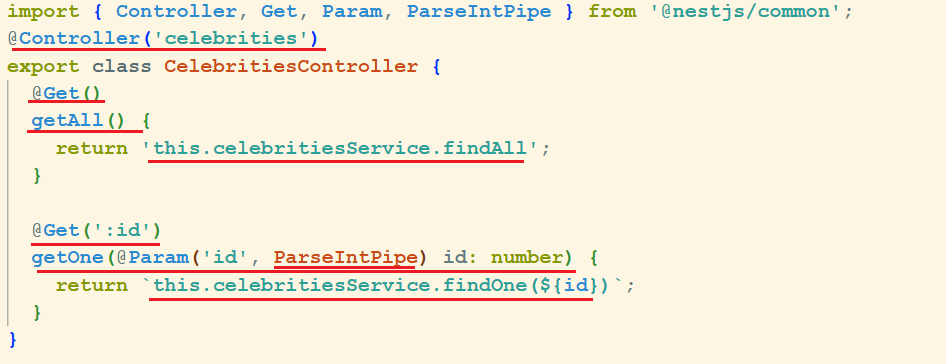 import { Controller, Get, Param, ParseIntPipe } from '@nestjs/common';
@Controller('celebrities')
export class CelebritiesController {
  @Get()
  getAll() {
    return 'this.celebritiesService.findAll';
  }

  @Get(':id')
  getOne(@Param('id', ParseIntPipe) id: number) {
    return `this.celebritiesService.findOne(${id})`;
  }
}